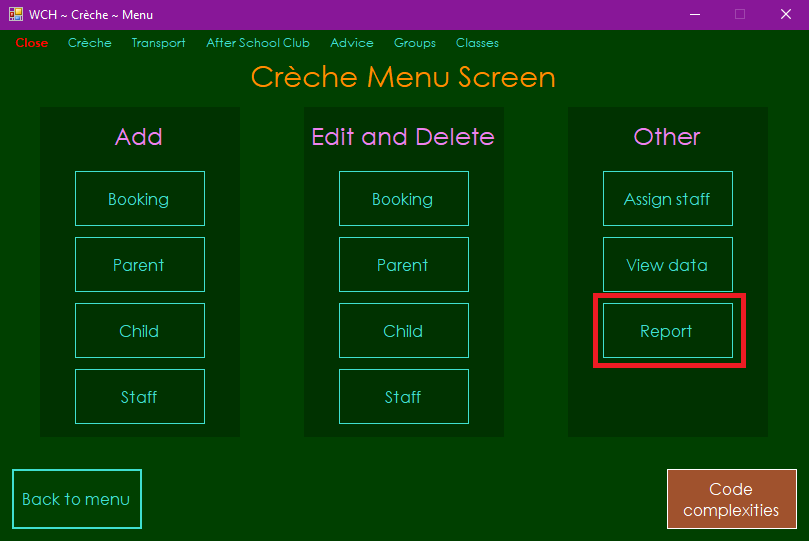 WCH ~ Crèche ~ Menu
Close Crèche Transport After School Club Advice Groups Classes
Crèche Menu Screen
Add
Booking
Parent
Child
Staff
Edit and Delete
Booking
Parent
Child
Staff
Other
Assign staff
View data
Report
Back to menu
Code
complexities